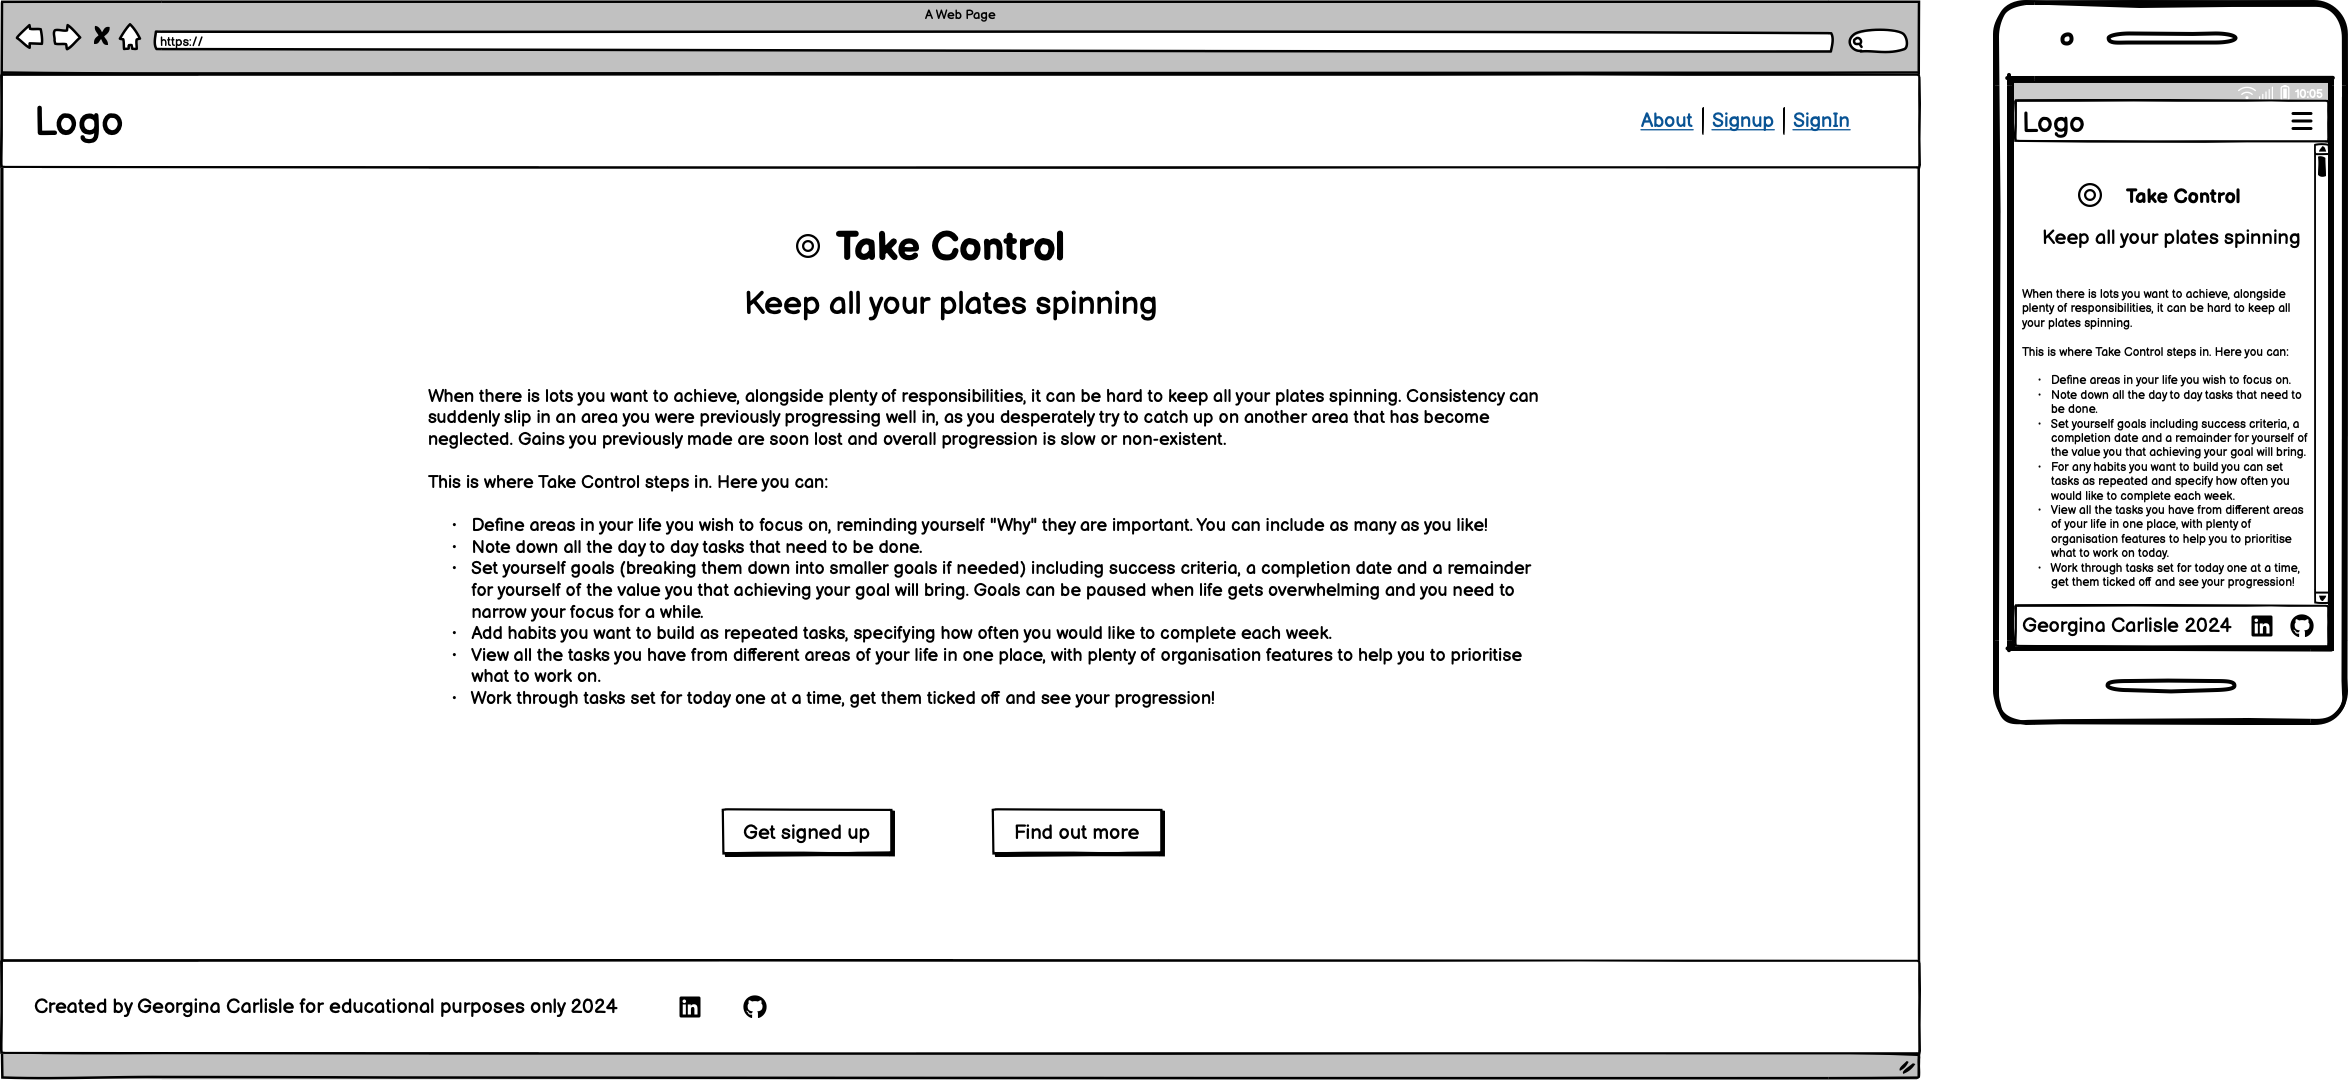 A Web Page
https://
Logo
About | Signup | SignIn
Take Control
Keep all your plates spinning
When there is lots you want to achieve, alongside plenty of responsibilities, it can be hard to keep all your plates spinning. Consistency can
suddenly slip in an area you were previously progressing well in, as you desperately try to catch up on another area that has become
neglected. Gains you previously made are soon lost and overall progression is slow or non-existent.
This is where Take Control steps in. Here you can:
· Define areas in your life you wish to focus on, reminding yourself "Why" they are important. You can include as many as you like!
· Note down all the day to day tasks that need to be done.
· Set yourself goals (breaking them down into smaller goals if needed) including success criteria, a completion date and a remainder
for yourself of the value you that achieving your goal will bring. Goals can be paused when life gets overwhelming and you need to
narrow your focus for a while.
· Add habits you want to build as repeated tasks, specifying how often you would like to complete each week.
· View all the tasks you have from different areas of your life in one place, with plenty of organisation features to help you to prioritise
what to work on.
· Work through tasks set for today one at a time, get them ticked off and see your progression!
Get signed up
Find out more
Created by Georgina Carlisle for educational purposes only 2024
10:05
Logo
Take Control
Keep all your plates spinning
When there is lots you want to achieve, alongside
plenty of responsibilities, it can be hard to keep all
your plates spinning.
This is where Take Control steps in. Here you can:
· Define areas in your life you wish to focus on.
· Note down all the day to day tasks that need to
be done.
· Set yourself goals including success criteria, a
completion date and a remainder for yourself of
the value you that achieving your goal will bring.
· For any habits you want to build you can set
tasks as repeated and specify how often you
would like to complete each week.
· View all the tasks you have from different areas
of your life in one place, with plenty of
organisation features to help you to prioritise
what to work on today.
· Work through tasks set for today one at a time,
get them ticked off and see your progression!
Georgina Carlisle 2024